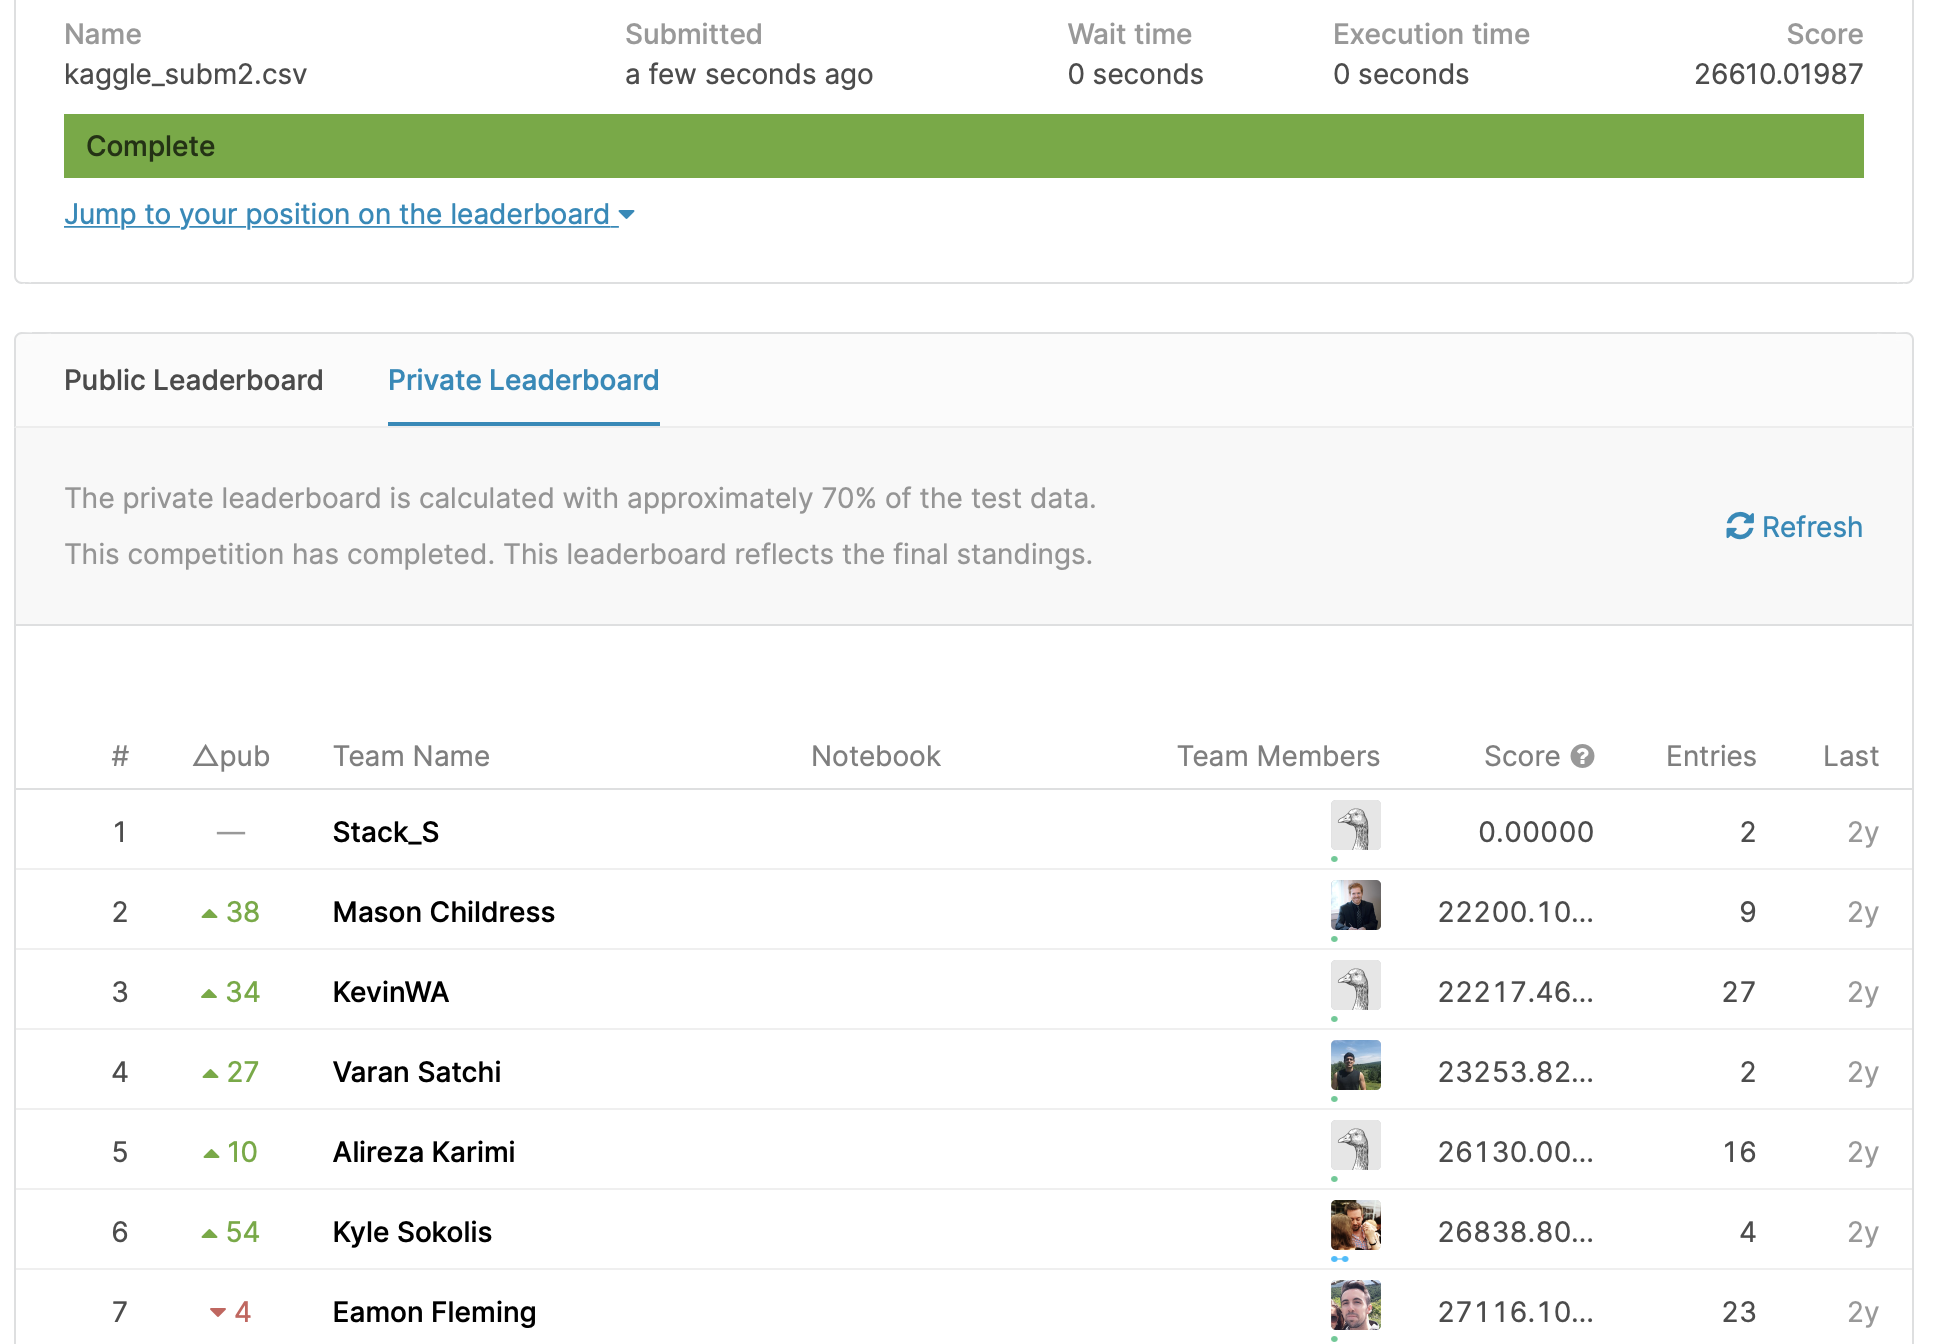 Name Submitted Wait time Execution time Score
kaggle_subm2.csv a few seconds ago 0 seconds 0 seconds 26610.01987
Complete
Jump to your position on the leaderboard
Public Leaderboard Private Leaderboard
The private leaderboard is calculated with approximately 70% of the test data.
This competition has completed. This leaderboard reflects the final standings.
Refresh
# △pub Team Name Notebook Team Members Score ? Entries Last
1 — Stack_S 0.00000 2 2y
2 ▲ 38 Mason Childress 22200.10... 9 2y
3 ▲ 34 KevinWA 22217.46... 27 2y
4 ▲ 27 Varan Satchi 23253.82... 2 2y
5 ▲ 10 Alireza Karimi 26130.00... 16 2y
6 ▲ 54 Kyle Sokolis 26838.80... 4 2y
7 ▼ 4 Eamon Fleming 27116.10... 23 2y